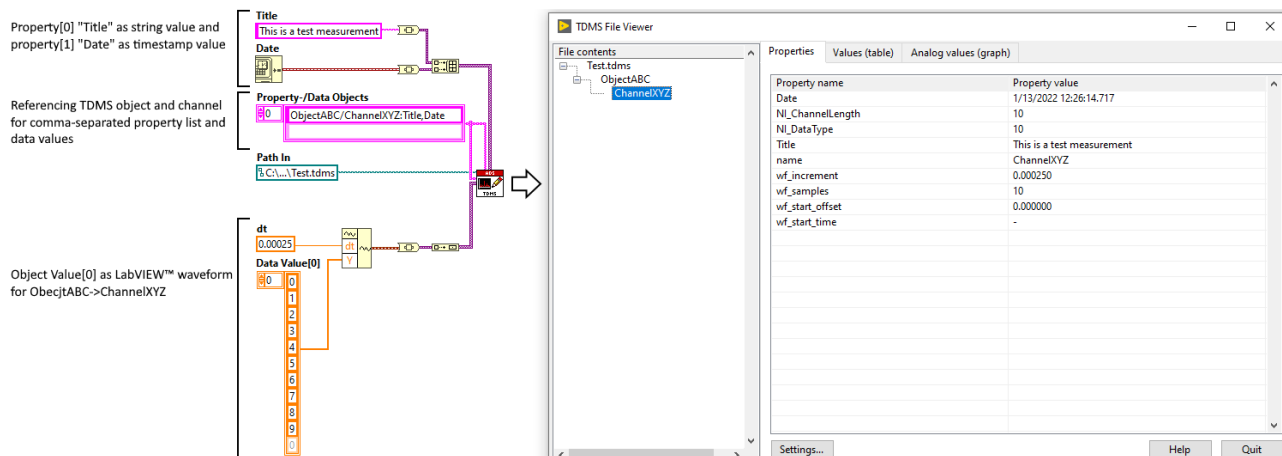 Property[0] "Title" as string value and
property[1] "Date" as timestamp value
Referencing TDMS object and channel
for comma-separated property list and
data values
Object Value[0] as LabVIEW™ waveform
for ObecjtABC->ChannelXYZ
Title
This is a test measurement
Date
Property-/Data Objects
0
ObjectABC/ChannelXYZ:Title,Date
Path In
C:\...\Test.tdms
ADS
TDMS
dt
0.00025
dt
Y
Data Value[0]
0
0
1
2
3
4
5
6
7
8
9
0
TDMS File Viewer
File contents
Test.tdms
ObjectABC
ChannelXYZ
Properties
Values (table)
Analog values (graph)
Property name Property value
Date 1/13/2022 12:26:14.717
NI_ChannelLength 10
NI_DataType 10
Title This is a test measurement
name ChannelXYZ
wf_increment 0.000250
wf_samples 10
wf_start_offset 0.000000
wf_start_time -
Settings...
Help
Quit